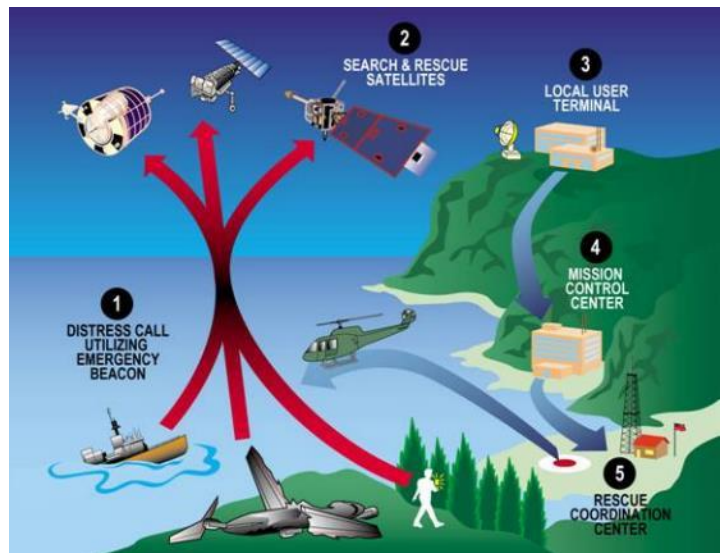 1
DISTRESS CALL
UTILIZING
EMERGENCY
BEACON
2
SEARCH & RESCUE
SATELLITES
3
LOCAL USER
TERMINAL
4
MISSION
CONTROL
CENTER
5
RESCUE
COORDINATION
CENTER